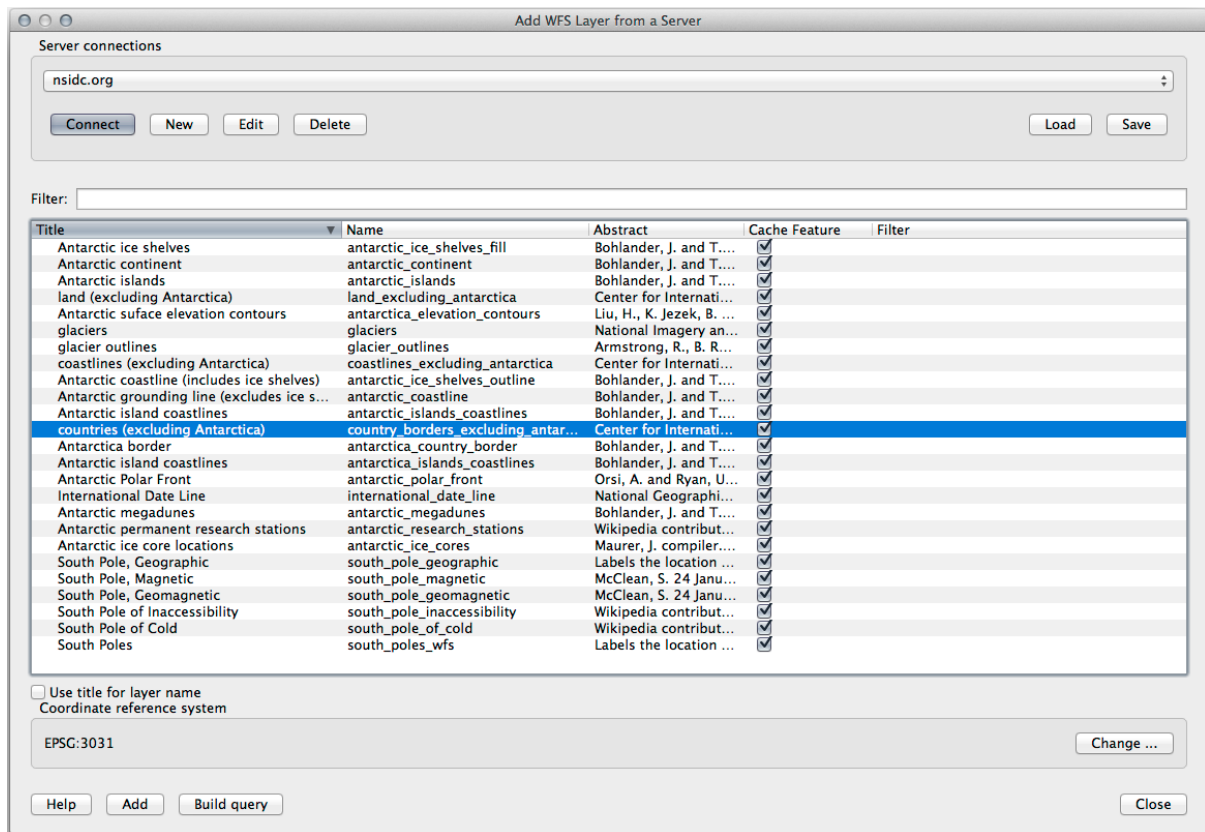 Add WFS Layer from a Server
Server connections
nsidc.org
Connect New Edit Delete Load Save
Filter:
Title Name Abstract Cache Feature Filter
Antarctic ice shelves antarctic_ice_shelves_fill Bohlander, J. and T....
Antarctic continent antarctic_continent Bohlander, J. and T....
Antarctic islands antarctic_islands Bohlander, J. and T....
land (excluding Antarctica) land_excluding_antarctica Center for Internati...
Antarctic suface elevation contours antarctica_elevation_contours Liu, H., K. Jezek, B. ...
glaciers glaciers National Imagery an...
glacier outlines glacier_outlines Armstrong, R., B. R...
coastlines (excluding Antarctica) coastlines_excluding_antarctica Center for Internati...
Antarctic coastline (includes ice shelves) antarctic_ice_shelves_outline Bohlander, J. and T....
Antarctic grounding line (excludes ice s... antarctic_coastline Bohlander, J. and T....
Antarctic island coastlines antarctic_islands_coastlines Bohlander, J. and T....
countries (excluding Antarctica) country_borders_excluding_antar... Center for Internati...
Antarctica border antarctica_country_border Bohlander, J. and T....
Antarctic island coastlines antarctica_islands_coastlines Bohlander, J. and T....
Antarctic Polar Front antarctic_polar_front Orsi, A. and Ryan, U...
International Date Line international_date_line National Geographi...
Antarctic megadunes antarctic_megadunes Bohlander, J. and T....
Antarctic permanent research stations antarctic_research_stations Wikipedia contribut...
Antarctic ice core locations antarctic_ice_cores Maurer, J. compiler....
South Pole, Geographic south_pole_geographic Labels the location ...
South Pole, Magnetic south_pole_magnetic McClean, S. 24 Janu...
South Pole, Geomagnetic south_pole_geomagnetic McClean, S. 24 Janu...
South Pole of Inaccessibility south_pole_inaccessibility Wikipedia contribut...
South Pole of Cold south_pole_of_cold Wikipedia contribut...
South Poles south_poles_wfs Labels the location ...
Use title for layer name
Coordinate reference system
EPSG:3031 Change ...
Help Add Build query Close